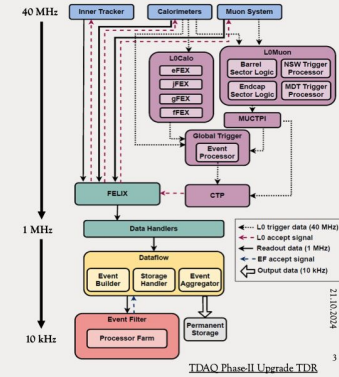 40 MHz
Inner Tracker
Calorimeters
Muon System
L0Calo
eFEX
jFEX
gFEX
fFEX
L0Muon
Barrel
Sector Logic
NSW Trigger
Processor
Endcap
Sector Logic
MDT Trigger
Processor
MUCTPI
Global Trigger
Event
Processor
FELIX
CTP
1 MHz
Data Handlers
Dataflow
Event
Builder
Storage
Handler
Event
Aggregator
Event Filter
Processor Farm
Permanent
Storage
10 kHz
L0 trigger data (40 MHz)
L0 accept signal
Readout data (1 MHz)
EF accept signal
Output data (10 kHz)
21.10.2024
3
TDAQ Phase-II Upgrade TDR